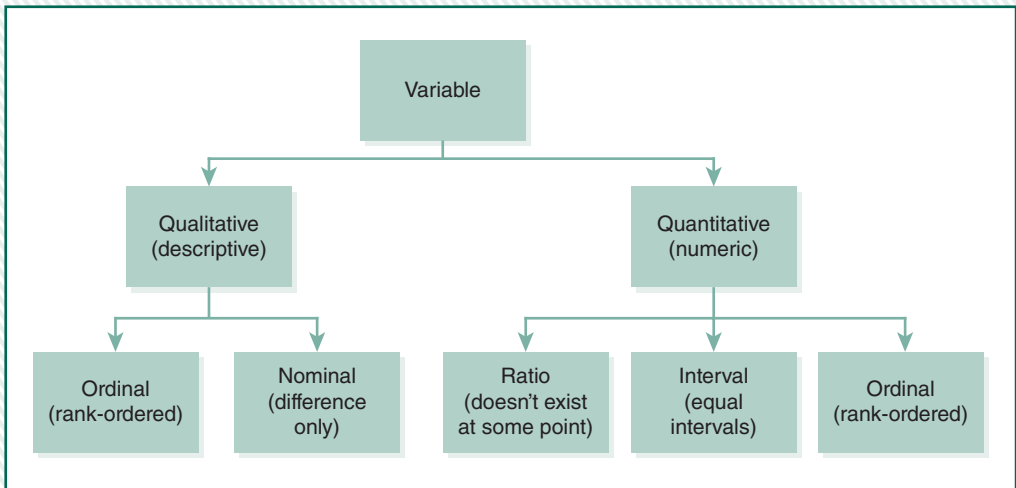 Variable
Qualitative
(descriptive)
Quantitative
(numeric)
Ordinal
(rank-ordered)
Nominal
(difference
only)
Ratio
(doesn't exist
at some point)
Interval
(equal
intervals)
Ordinal
(rank-ordered)